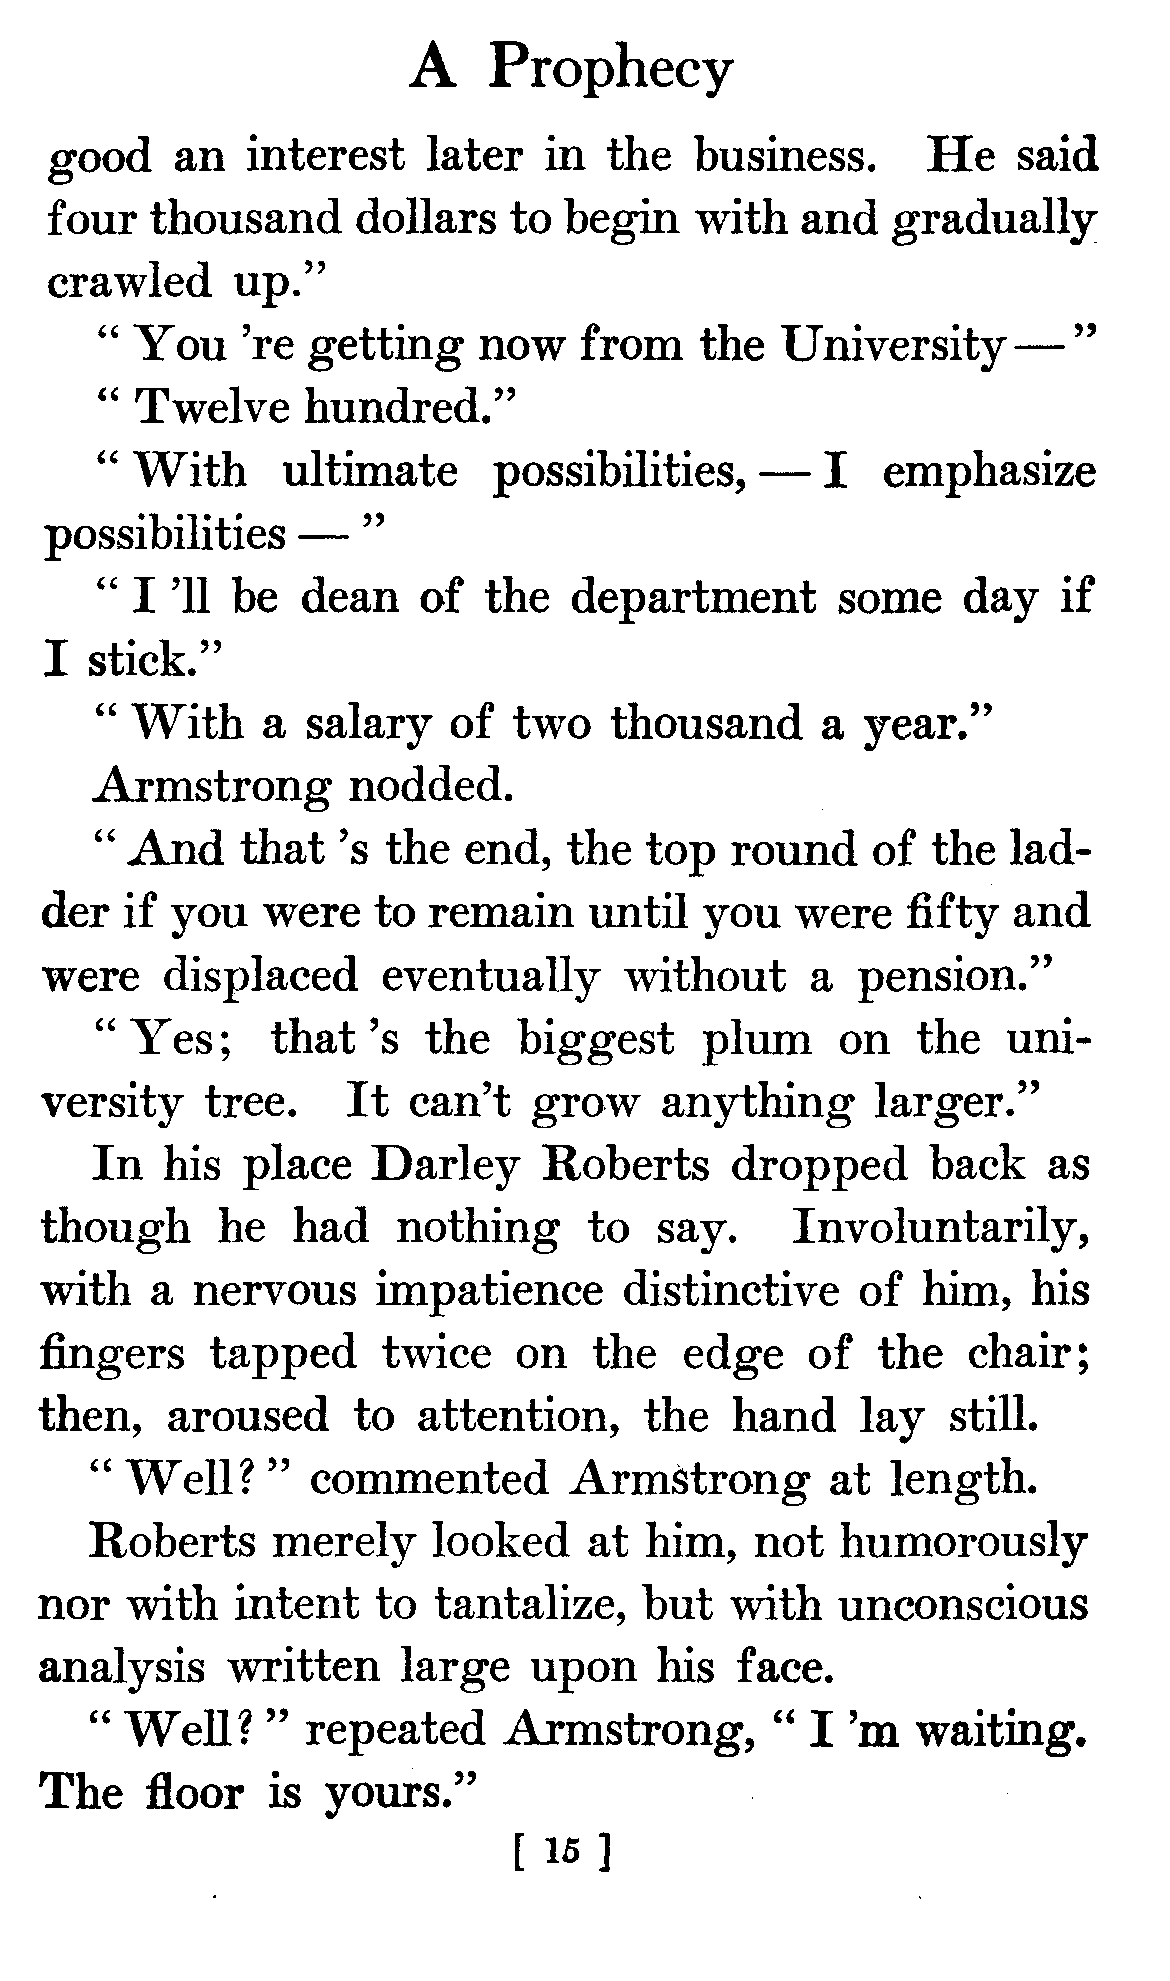 A Prophecy
good an interest later in the business. He said
four thousand dollars to begin with and gradually
crawled up.”
“ You ’re getting now from the University—”
“ Twelve hundred.”
“ With ultimate possibilities, — I emphasize
possibilities — ”
“ I ’ll be dean of the department some day if
I stick.”
“ With a salary of two thousand a year.”
Armstrong nodded.
“ And that ’s the end, the top round of the lad-
der if you were to remain until you were fifty and
were displaced eventually without a pension.”
“ Yes; that ’s the biggest plum on the uni-
versity tree. It can’t grow anything larger.”
In his place Darley Roberts dropped back as
though he had nothing to say. Involuntarily,
with a nervous impatience distinctive of him, his
fingers tapped twice on the edge of the chair;
then, aroused to attention, the hand lay still.
“ Well? ” commented Armstrong at length.
Roberts merely looked at him, not humorously
nor with intent to tantalize, but with unconscious
analysis written large upon his face.
“ Well? ” repeated Armstrong, “ I ’m waiting.
The floor is yours.”
[ 15 ]